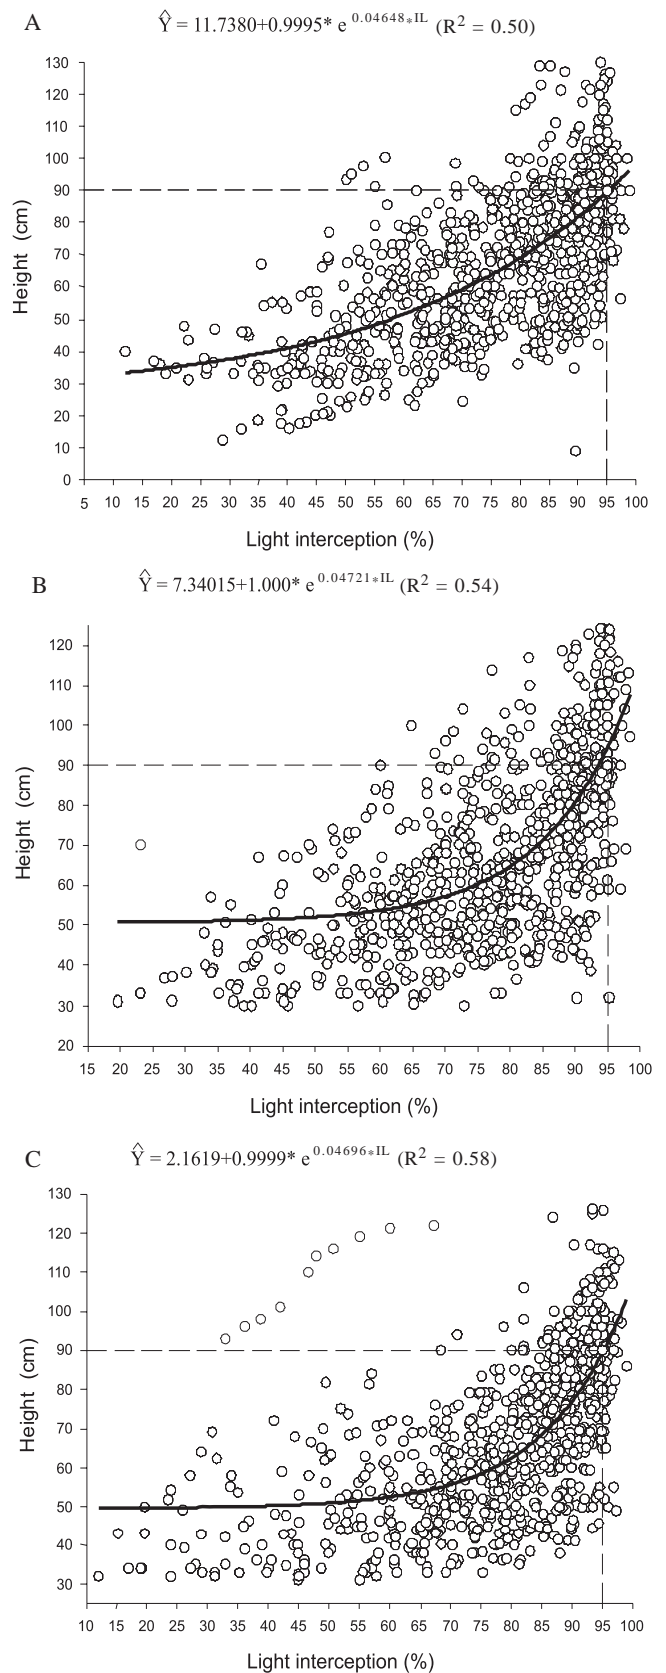 A
Ŷ = 11.7380+0.9995* e 0.04648*IL (R² = 0.50)
130
120
110
100
90
80
70
60
50
40
30
20
10
0
Height (cm)
5 10 15 20 25 30 35 40 45 50 55 60 65 70 75 80 85 90 95 100
Light interception (%)
B
Ŷ = 7.34015+1.000* e 0.04721*IL (R² = 0.54)
120
110
100
90
80
70
60
50
40
30
20
Height (cm)
15 20 25 30 35 40 45 50 55 60 65 70 75 80 85 90 95 100
Light interception (%)
C
Ŷ = 2.1619+0.9999* e 0.04696*IL (R² = 0.58)
130
120
110
100
90
80
70
60
50
40
30
Height (cm)
10 15 20 25 30 35 40 45 50 55 60 65 70 75 80 85 90 95 100
Light interception (%)